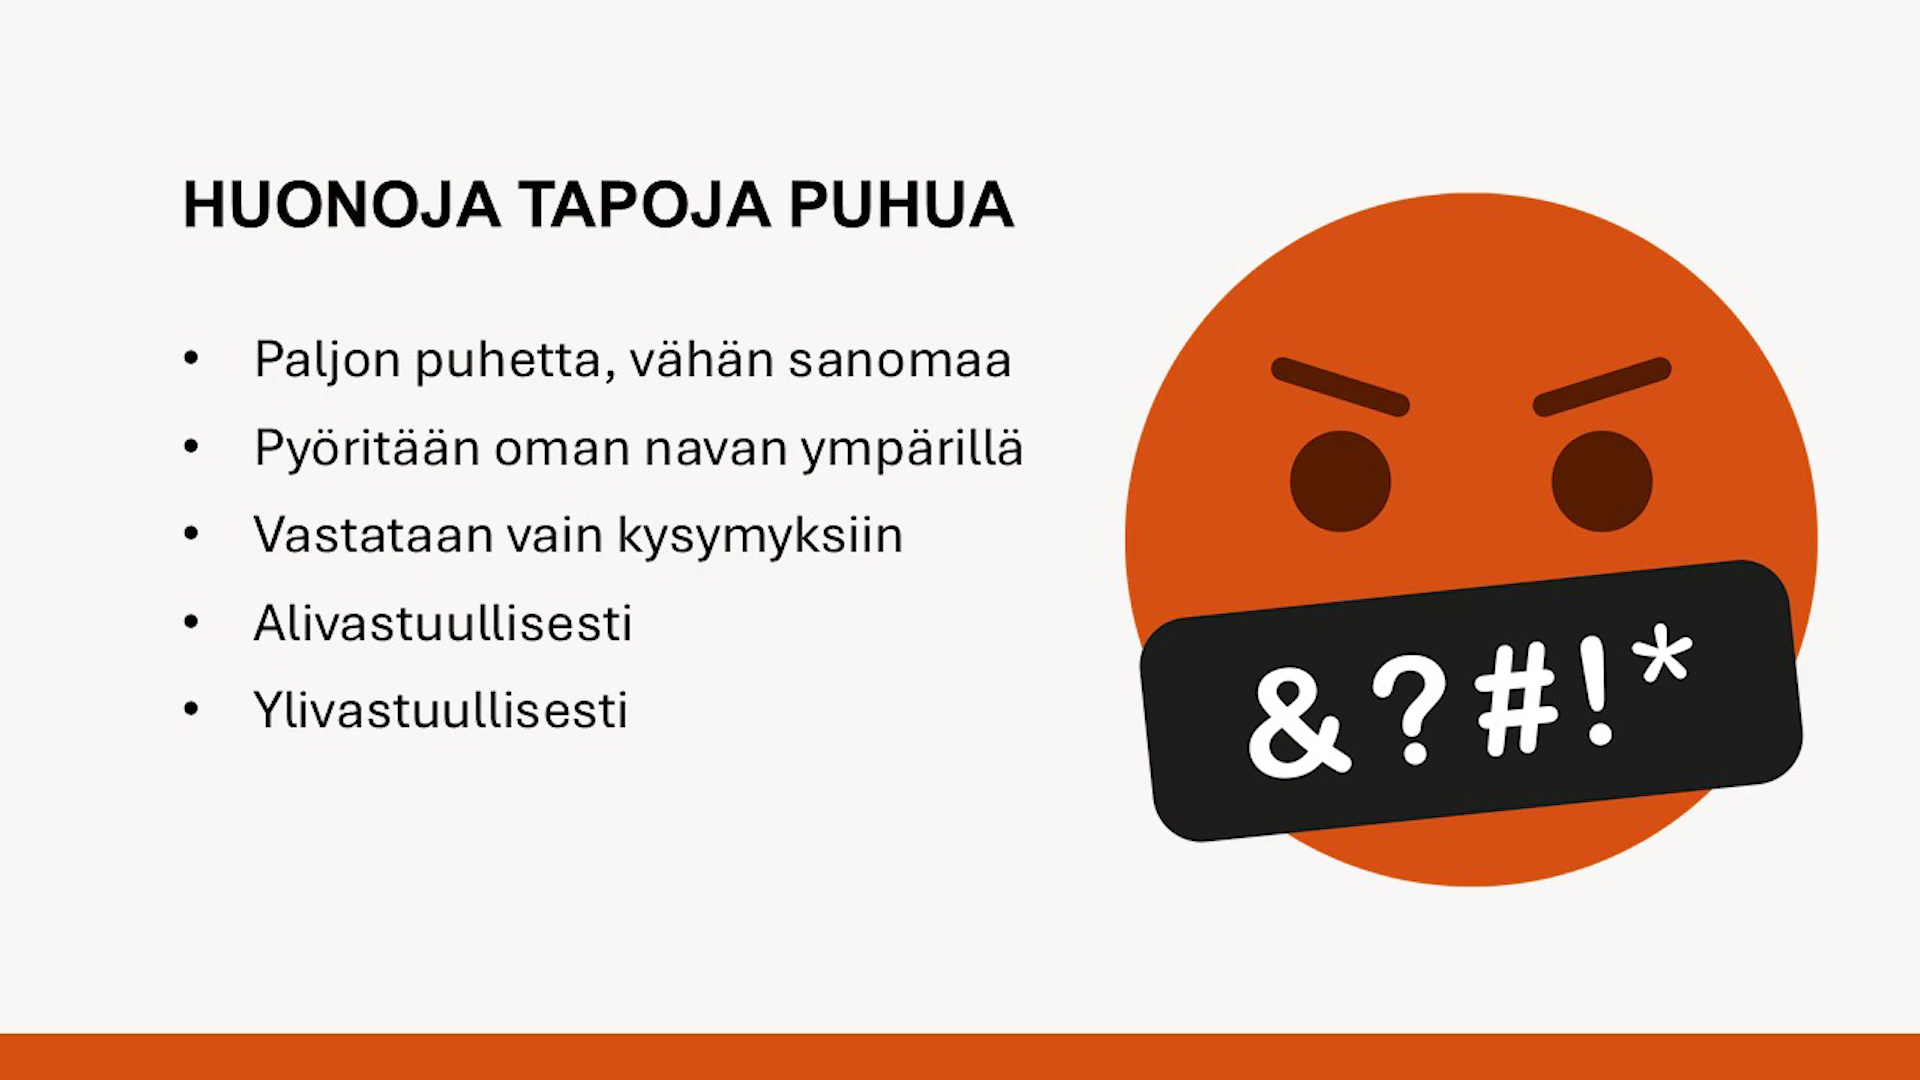 HUONOJA TAPOJA PUHUA
• Paljon puhetta, vähän sanomaa
• Pyöritään oman navan ympärillä
• Vastataan vain kysymyksiin
• Alivastuullisesti
• Ylivastuullisesti
&?#!*